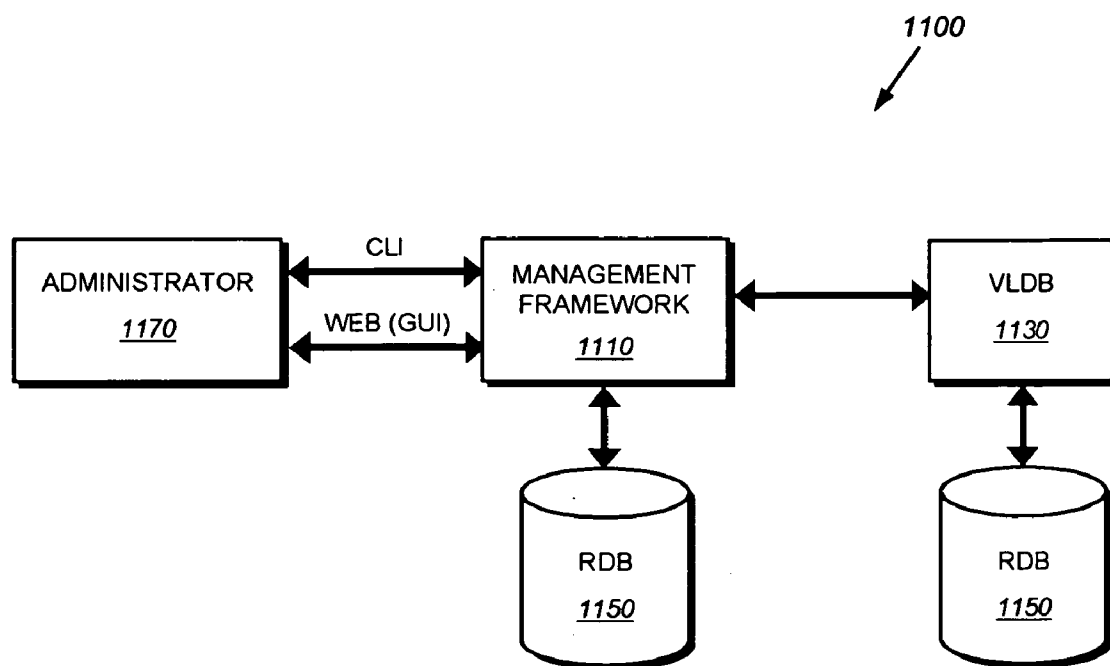 1100
CLI
ADMINISTRATOR
1170
WEB (GUI)
MANAGEMENT
FRAMEWORK
1110
VLDB
1130
RDB
1150
RDB
1150